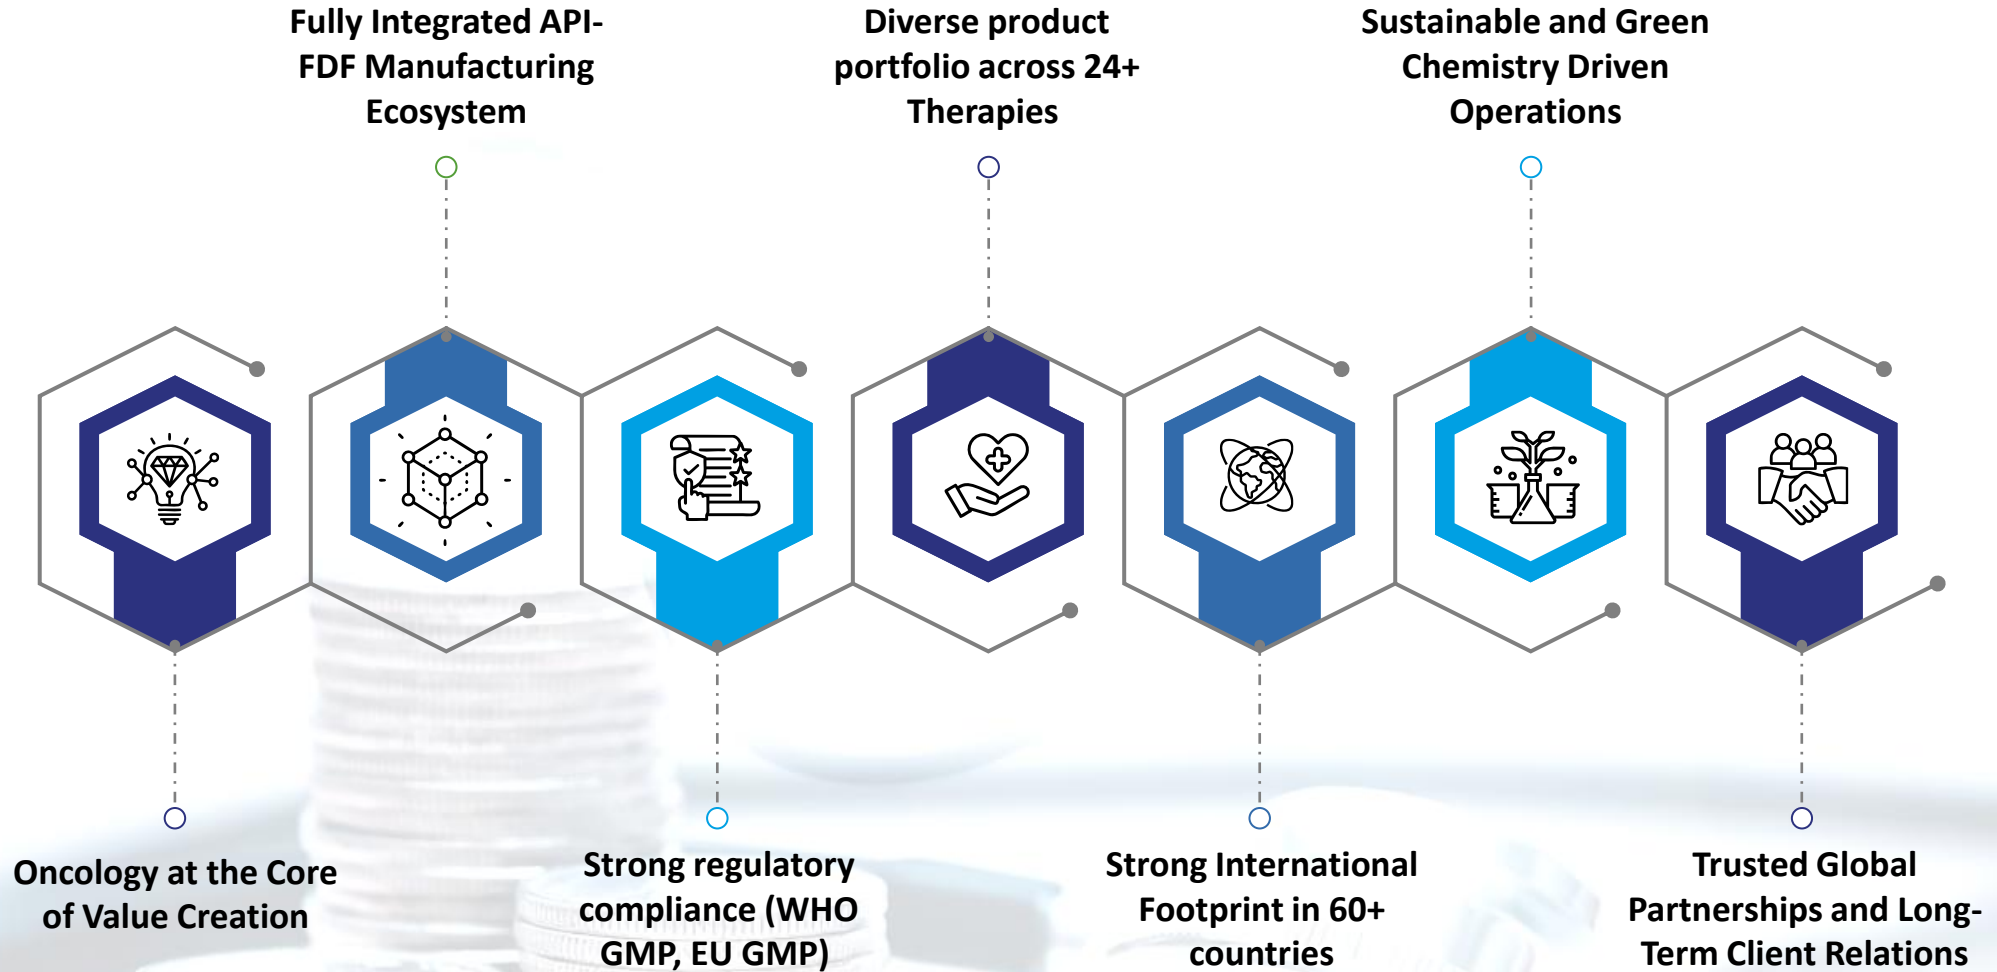 Fully Integrated API-
FDF Manufacturing
Ecosystem
Diverse product
portfolio across 24+
Therapies
Sustainable and Green
Chemistry Driven
Operations
Oncology at the Core
of Value Creation
Strong regulatory
compliance (WHO
GMP, EU GMP)
Strong International
Footprint in 60+
countries
Trusted Global
Partnerships and Long-
Term Client Relations